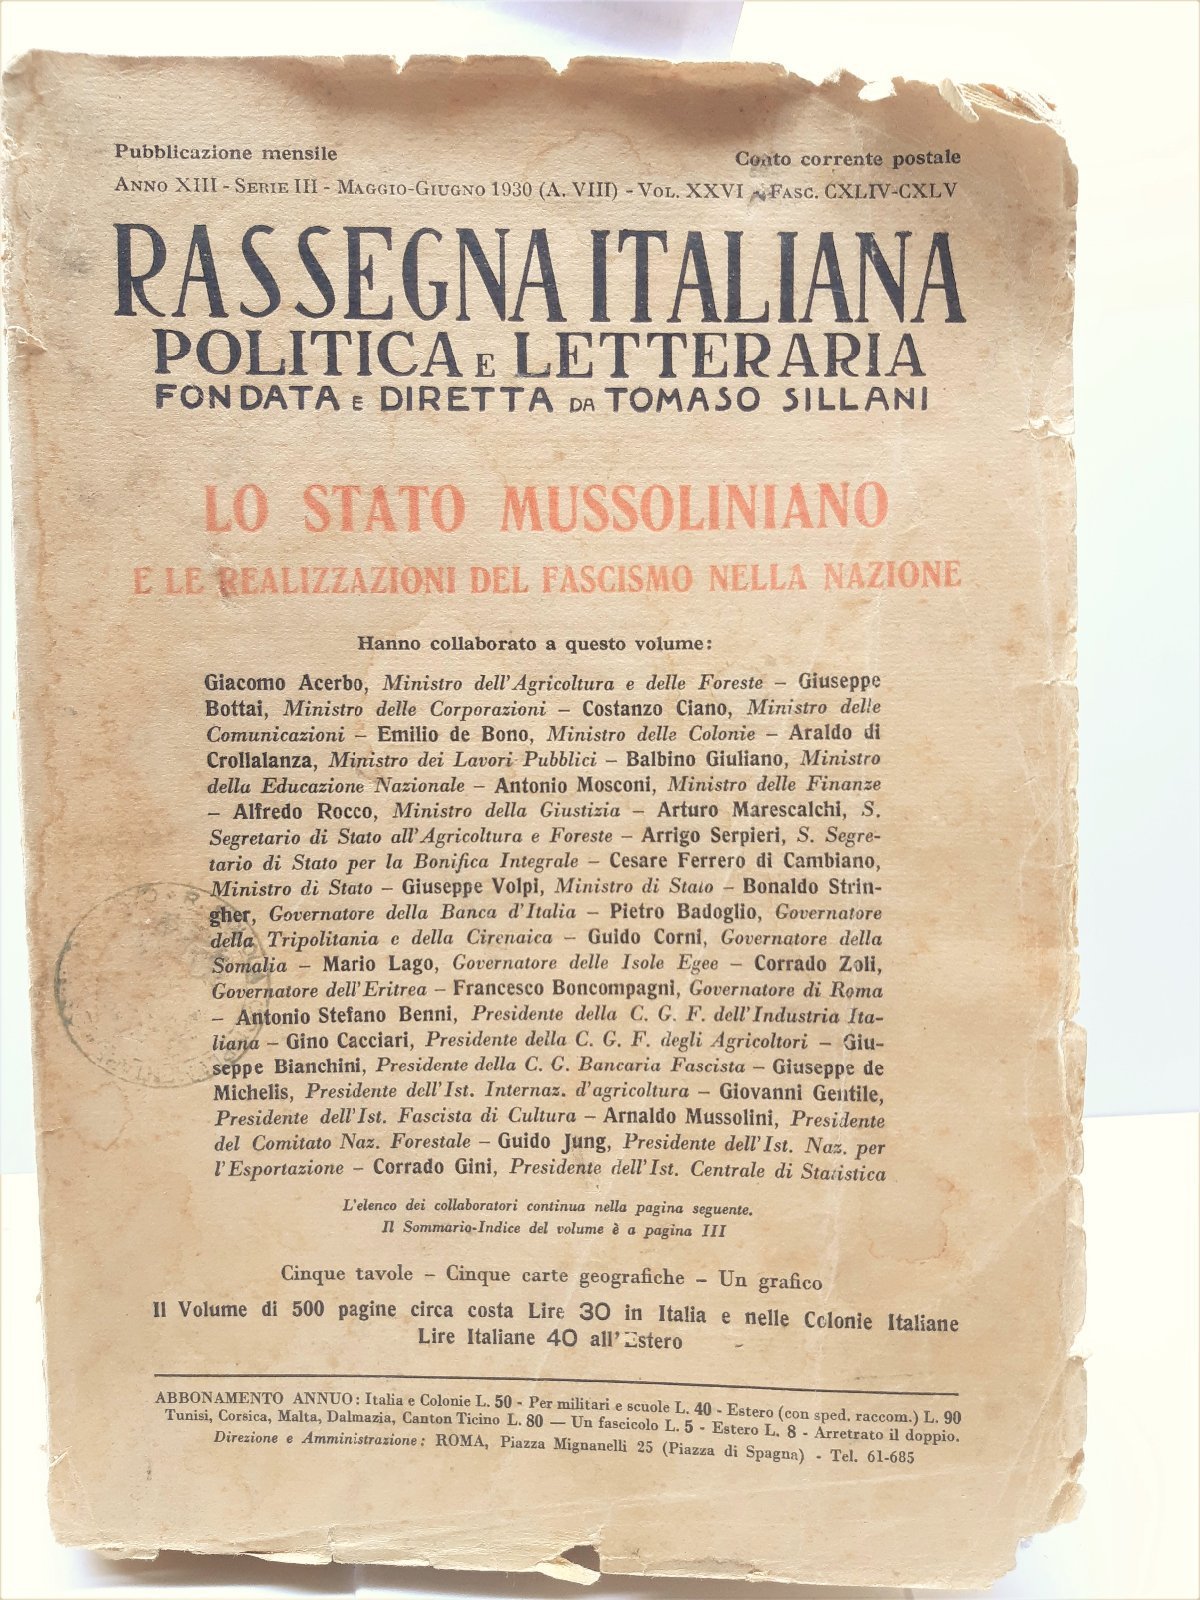 Pubblicazione mensile
Conto corrente postale
ANNO XIII - SERIE III - MAGGIO-GIUGNO 1930 (A. VIII) - VOL. XXVI - FASC. CXLIV-CXLV
RASSEGNA ITALIANA
POLITICA E LETTERARIA
FONDATA E DIRETTA DA TOMASO SILLANI
LO STATO MUSSOLINIANO
E LE REALIZZAZIONI DEL FASCISMO NELLA NAZIONE
Hanno collaborato a questo volume:
Giacomo Acerbo, Ministro dell'Agricoltura e delle Foreste – Giuseppe
Bottai, Ministro delle Corporazioni – Costanzo Ciano, Ministro delle
Comunicazioni – Emilio de Bono, Ministro delle Colonie – Araldo di
Crollalanza, Ministro dei Lavori Pubblici – Balbino Giuliano, Ministro
della Educazione Nazionale – Antonio Mosconi, Ministro delle Finanze
– Alfredo Rocco, Ministro della Giustizia – Arturo Marescalchi, S.
Segretario di Stato all'Agricoltura e Foreste – Arrigo Serpieri, S. Segre-
tario di Stato per la Bonifica Integrale – Cesare Ferrero di Cambiano,
Ministro di Stato – Giuseppe Volpi, Ministro di Stato – Bonaldo Strin-
gher, Governatore della Banca d'Italia – Pietro Badoglio, Governatore
della Tripolitania e della Cirenaica – Guido Corni, Governatore della
Somalia – Mario Lago, Governatore delle Isole Egee – Corrado Zoli,
Governatore dell'Eritrea – Francesco Boncompagni, Governatore di Roma
– Antonio Stefano Benni, Presidente della C. G. F. dell'Industria Ita-
liana – Gino Cacciari, Presidente della C. G. F. degli Agricoltori – Giu-
seppe Bianchini, Presidente della C. G. Bancaria Fascista – Giuseppe de
Michelis, Presidente dell'Ist. Internaz. d'agricoltura – Giovanni Gentile,
Presidente dell'Ist. Fascista di Cultura – Arnaldo Mussolini, Presidente
del Comitato Naz. Forestale – Guido Jung, Presidente dell'Ist. Naz. per
l'Esportazione – Corrado Gini, Presidente dell'Ist. Centrale di Statistica
L'elenco dei collaboratori continua nella pagina seguente.
Il Sommario-Indice del volume è a pagina III
Cinque tavole – Cinque carte geografiche – Un grafico
Il Volume di 500 pagine circa costa Lire 30 in Italia e nelle Colonie Italiane
Lire Italiane 40 all'Estero
ABBONAMENTO ANNUO: Italia e Colonie L. 50 - Per militari e scuole L. 40 - Estero (con sped. raccom.) L. 90
Tunisi, Corsica, Malta, Dalmazia, Canton Ticino L. 80 — Un fascicolo L. 5 - Estero L. 8 - Arretrato il doppio.
Direzione e Amministrazione: ROMA, Piazza Mignanelli 25 (Piazza di Spagna) - Tel. 61-685